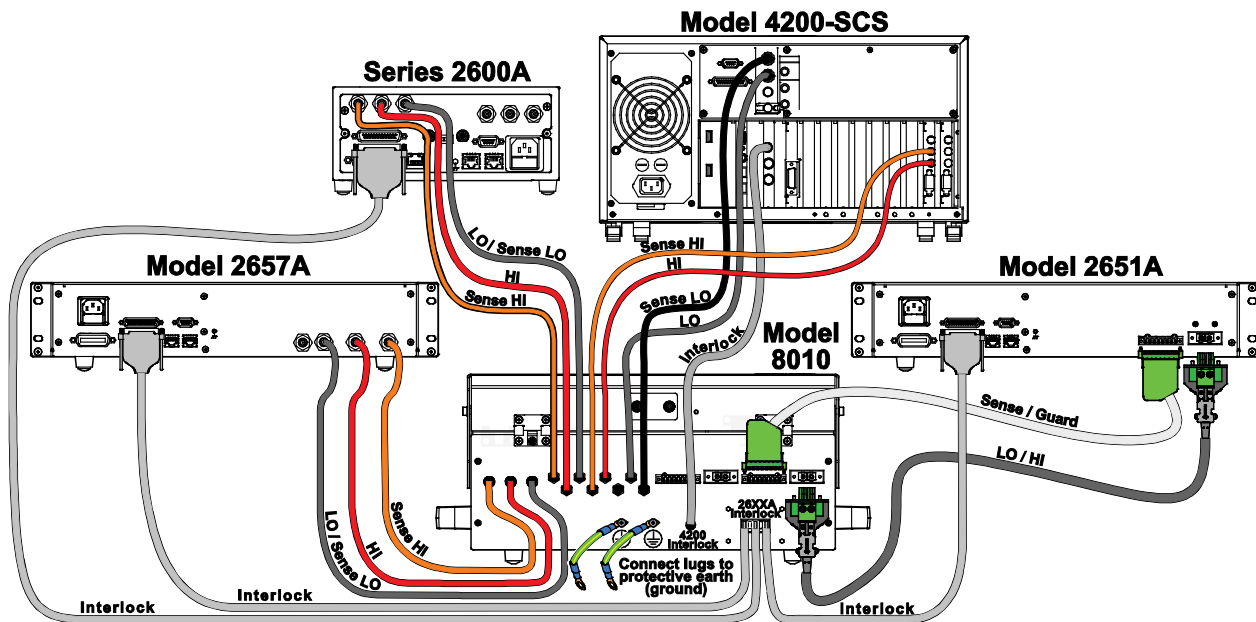 Model 4200-SCS
Series 2600A
LO / Sense LO
HI
Sense HI
Sense HI
HI
Sense LO
LO
Interlock
Model 2657A
Model 2651A
Model
8010
Sense / Guard
LO / HI
LO / Sense LO
HI
Sense HI
26XXA
Interlock
4200
Interlock
Connect lugs to
protective earth
(ground)
Interlock
Interlock
Interlock